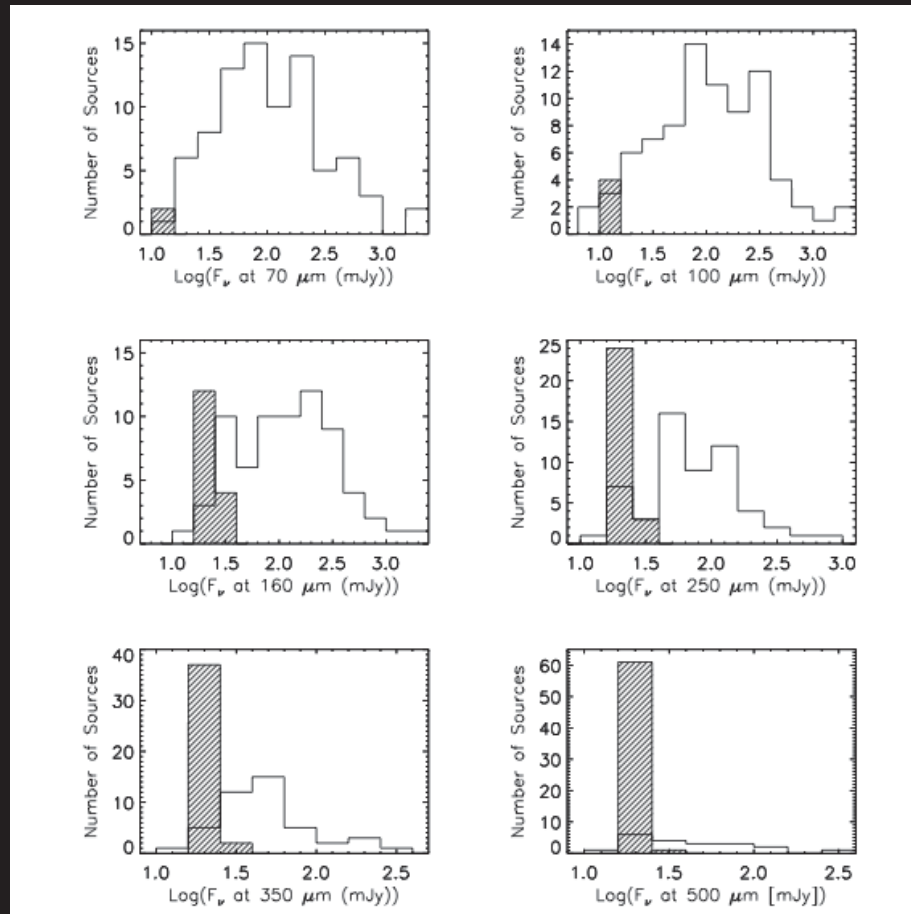 Number of Sources
15
10
5
0
1.0 1.5 2.0 2.5 3.0
Log(Fν at 70 μm (mJy))
Number of Sources
14
12
10
8
6
4
2
0
1.0 1.5 2.0 2.5 3.0
Log(Fν at 100 μm (mJy))
Number of Sources
15
10
5
0
1.0 1.5 2.0 2.5 3.0
Log(Fν at 160 μm (mJy))
Number of Sources
25
20
15
10
5
0
1.0 1.5 2.0 2.5 3.0
Log(Fν at 250 μm (mJy))
Number of Sources
40
30
20
10
0
1.0 1.5 2.0 2.5
Log(Fν at 350 μm (mJy))
Number of Sources
60
50
40
30
20
10
0
1.0 1.5 2.0 2.5
Log(Fν at 500 μm [mJy])